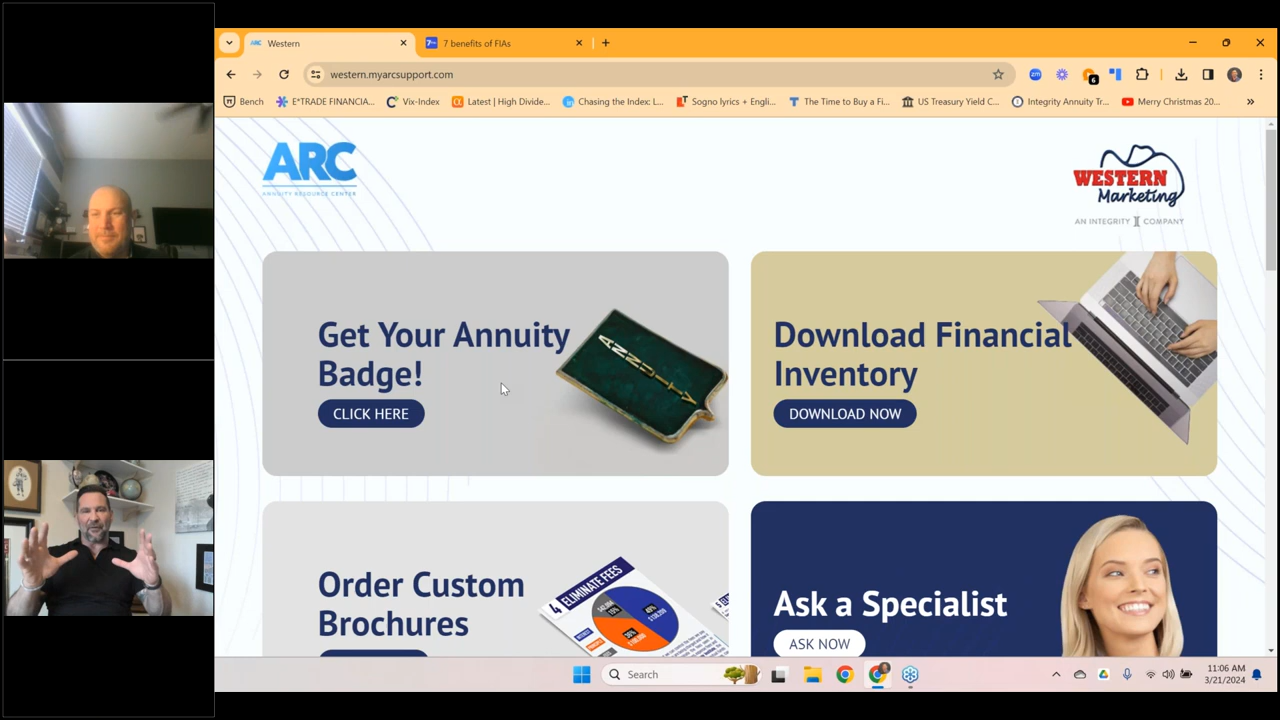 Western
7 benefits of FIAs
western.myarcsupport.com
6
Bench
E*TRADE FINANCIA...
Vix-Index
Latest | High Divide...
Chasing the Index: L...
Sogno lyrics + Engli...
The Time to Buy a Fi...
US Treasury Yield C...
Integrity Annuity Tr...
Merry Christmas 20...
»
ARC
ANNUITY RESOURCE CENTER
WESTERN
Marketing
AN INTEGRITY COMPANY
Get Your Annuity
Badge!
CLICK HERE
ANNUITY
Download Financial
Inventory
DOWNLOAD NOW
Order Custom
Brochures
4 ELIMINATE FEES
Ask a Specialist
ASK NOW
Search
11:06 AM
3/21/2024